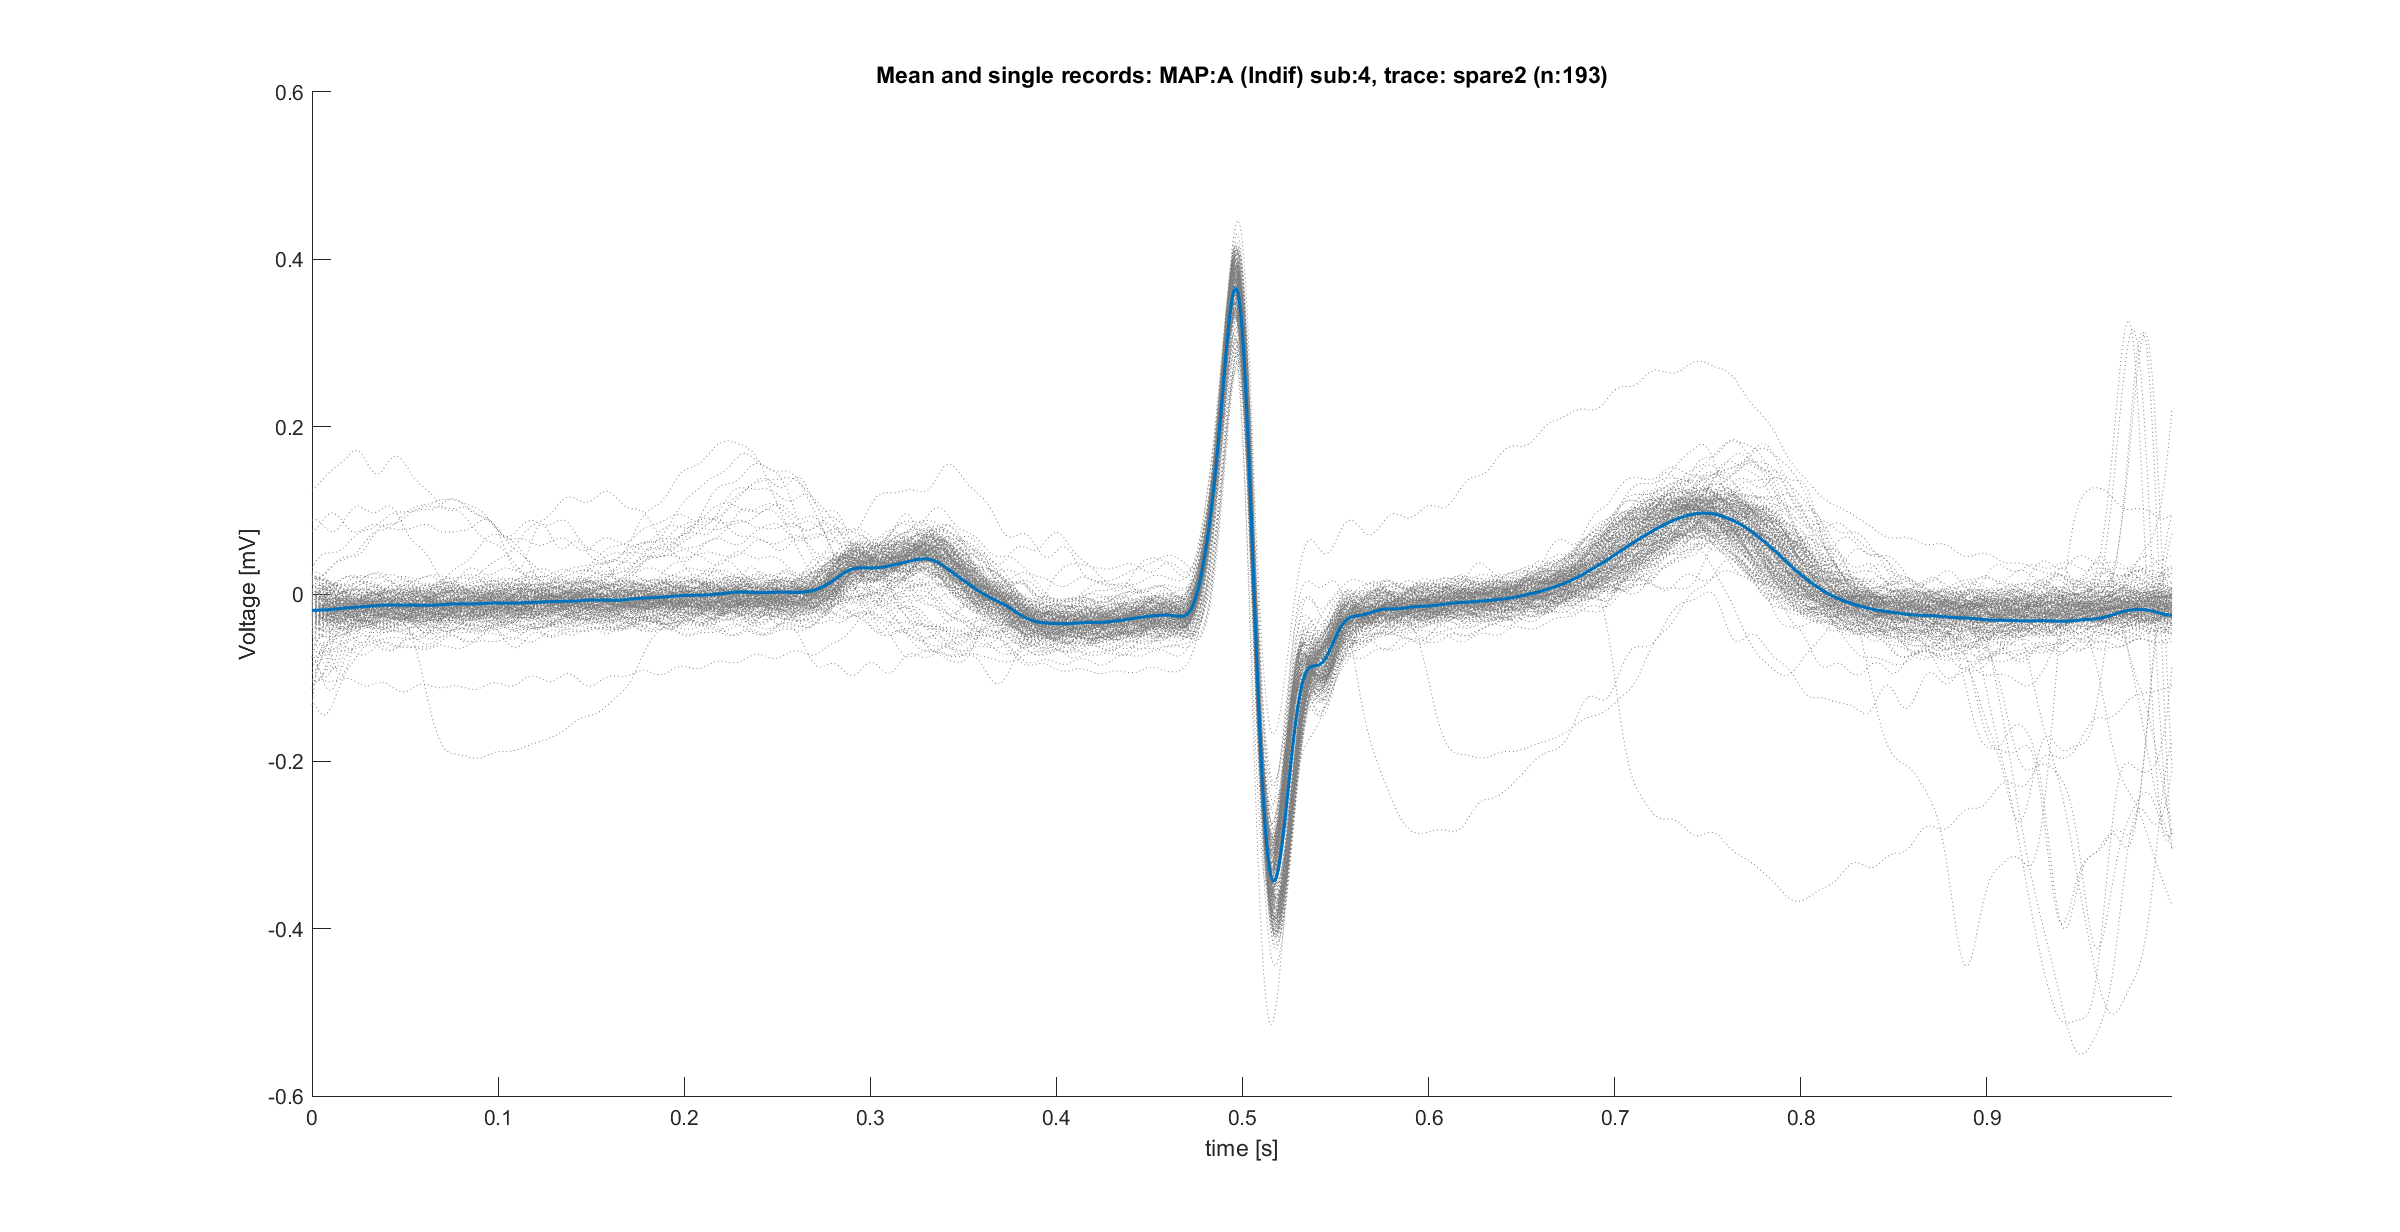 Mean and single records: MAP:A (Indif) sub:4, trace: spare2 (n:193)
0.6
0.4
0.2
0
-0.2
-0.4
-0.6
Voltage [mV]
0 0.1 0.2 0.3 0.4 0.5 0.6 0.7 0.8 0.9
time [s]